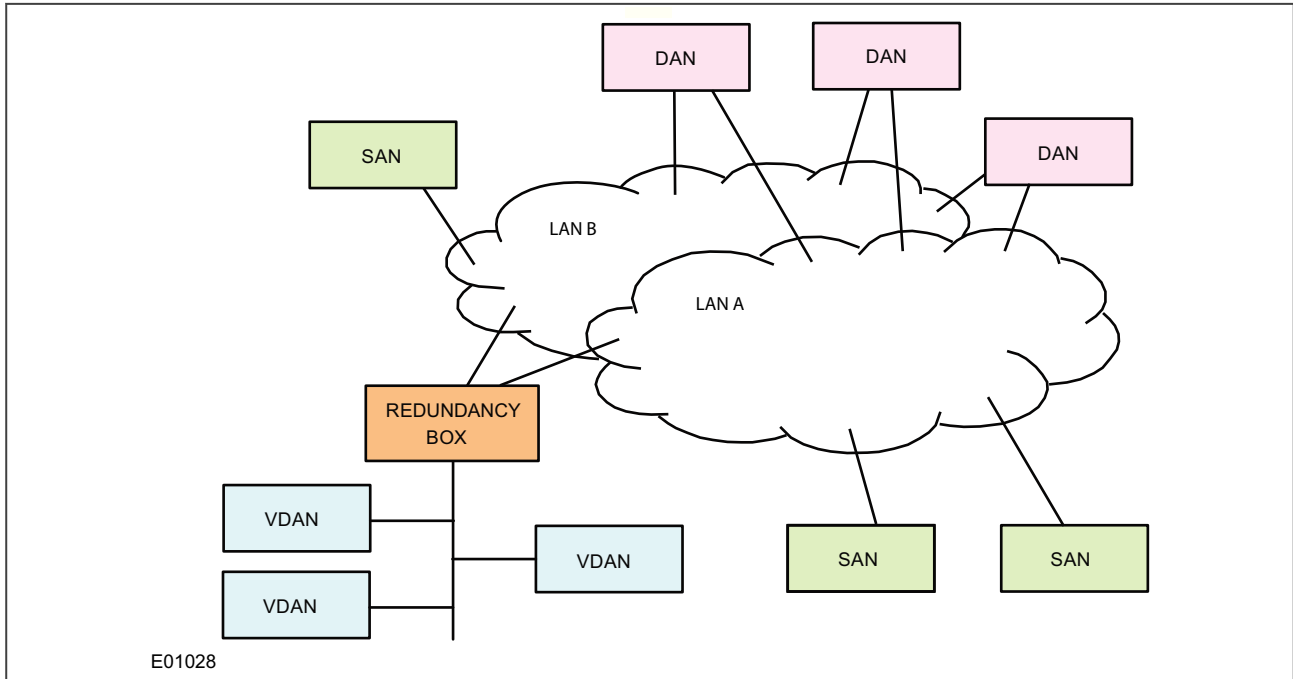 DAN
DAN
SAN
DAN
LAN B
LAN A
REDUNDANCY
BOX
VDAN
VDAN
SAN
SAN
VDAN
E01028